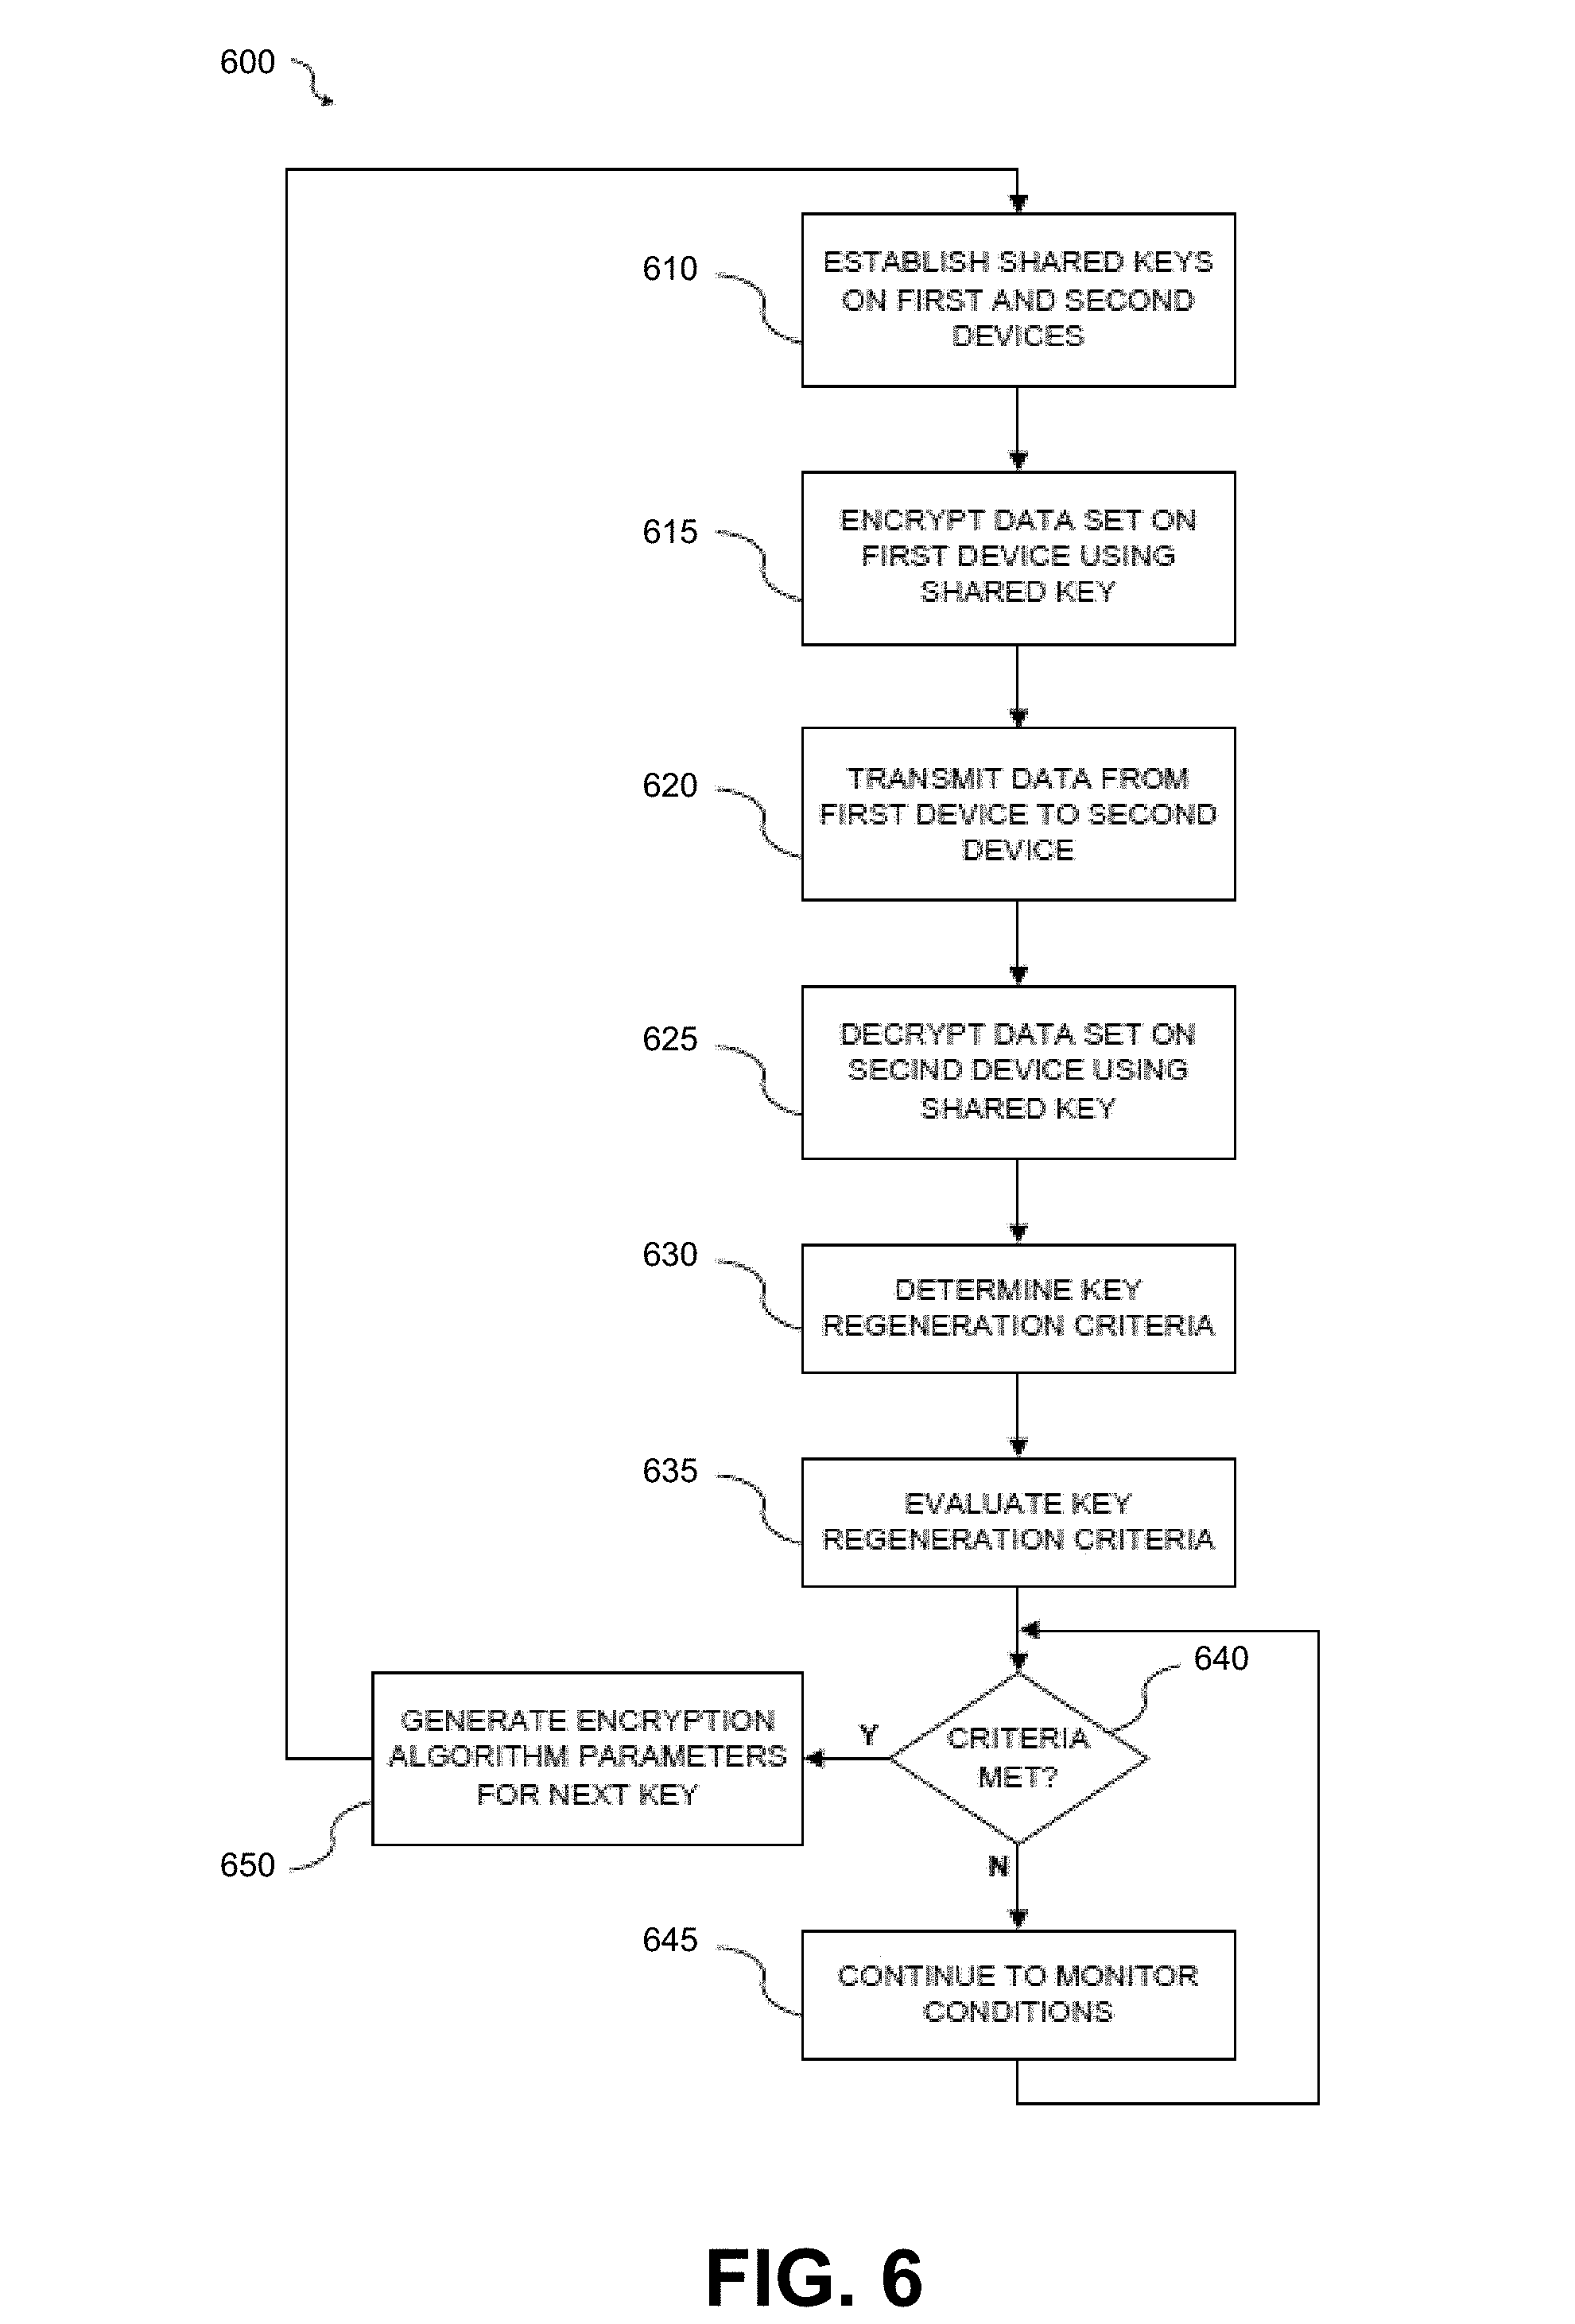 600
610
ESTABLISH SHARED KEYS
ON FIRST AND SECOND
DEVICES
615
ENCRYPT DATA SET ON
FIRST DEVICE USING
SHARED KEY
620
TRANSMIT DATA FROM
FIRST DEVICE TO SECOND
DEVICE
625
DECRYPT DATA SET ON
SECIND DEVICE USING
SHARED KEY
630
DETERMINE KEY
REGENERATION CRITERIA
635
EVALUATE KEY
REGENERATION CRITERIA
640
CRITERIA
MET?
Y
N
GENERATE ENCRYPTION
ALGORITHM PARAMETERS
FOR NEXT KEY
650
645
CONTINUE TO MONITOR
CONDITIONS
FIG. 6